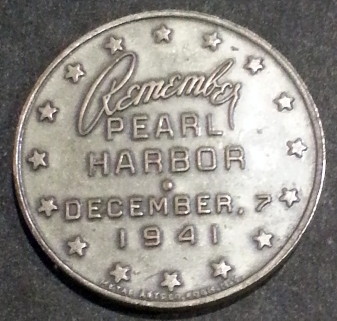 Remember
PEARL
HARBOR
DECEMBER, 7
1941